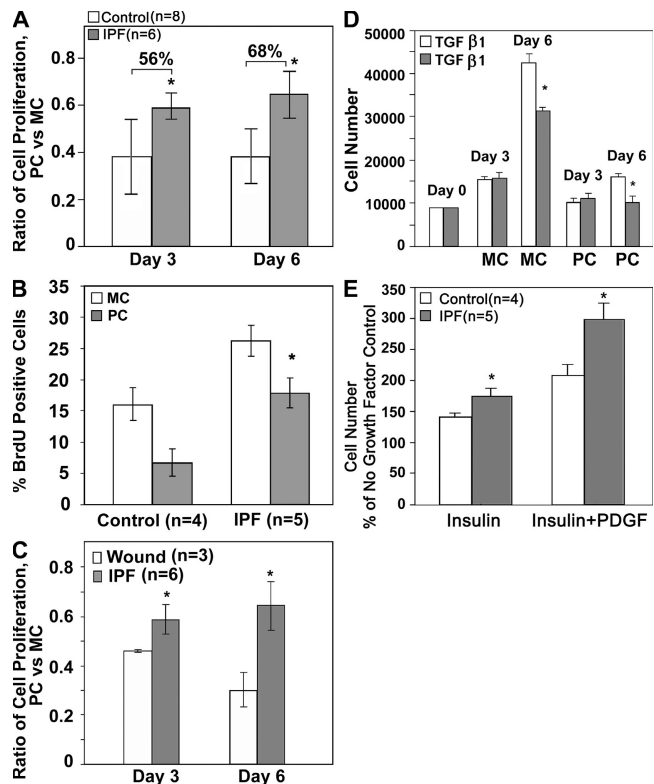 A
Control(n=8)
IPF(n=6)
Ratio of Cell Proliferation,
PC vs MC
0.8
0.6
0.4
0.2
0
56%
*
68%
*
Day 3
Day 6
B
MC
PC
% BrdU Positive Cells
35
30
25
20
15
10
5
0
*
Control (n=4)
IPF (n=5)
C
Wound (n=3)
IPF (n=6)
Ratio of Cell Proliferation,
PC vs MC
0.8
0.6
0.4
0.2
0.0
*
*
Day 3
Day 6
D
TGF β1
TGF β1
Cell Number
50000
40000
30000
20000
10000
0
Day 0
Day 3
Day 6
*
Day 3
Day 6
*
MC
MC
PC
PC
E
Control(n=4)
IPF(n=5)
Cell Number
% of No Growth Factor Control
350
300
250
200
150
100
50
0
*
*
Insulin
Insulin+PDGF